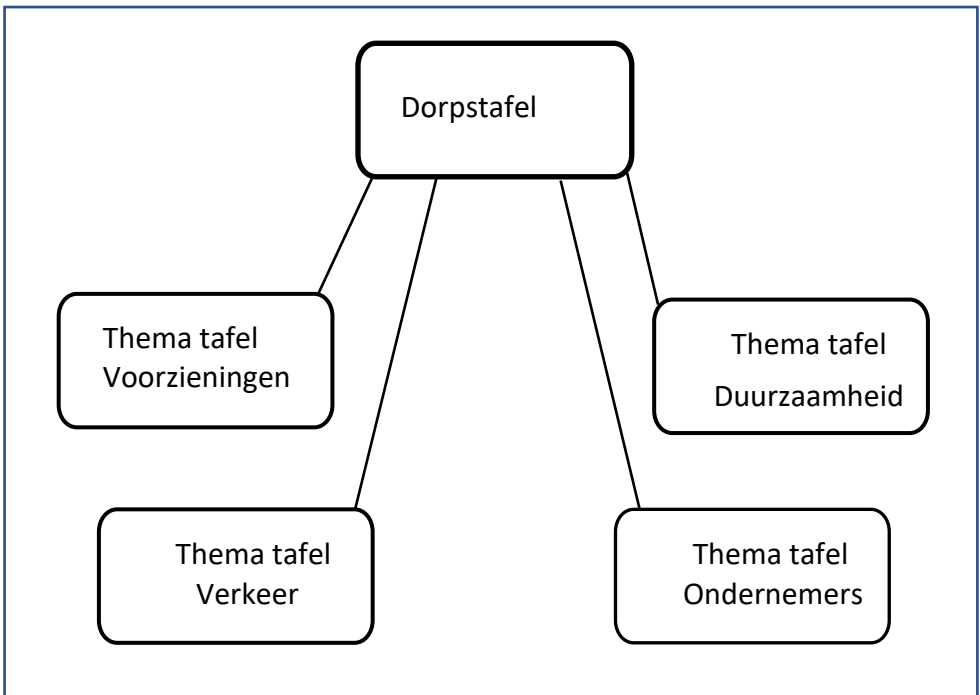 Dorpstafel
Thema tafel
Voorzieningen
Thema tafel
Duurzaamheid
Thema tafel
Verkeer
Thema tafel
Ondernemers